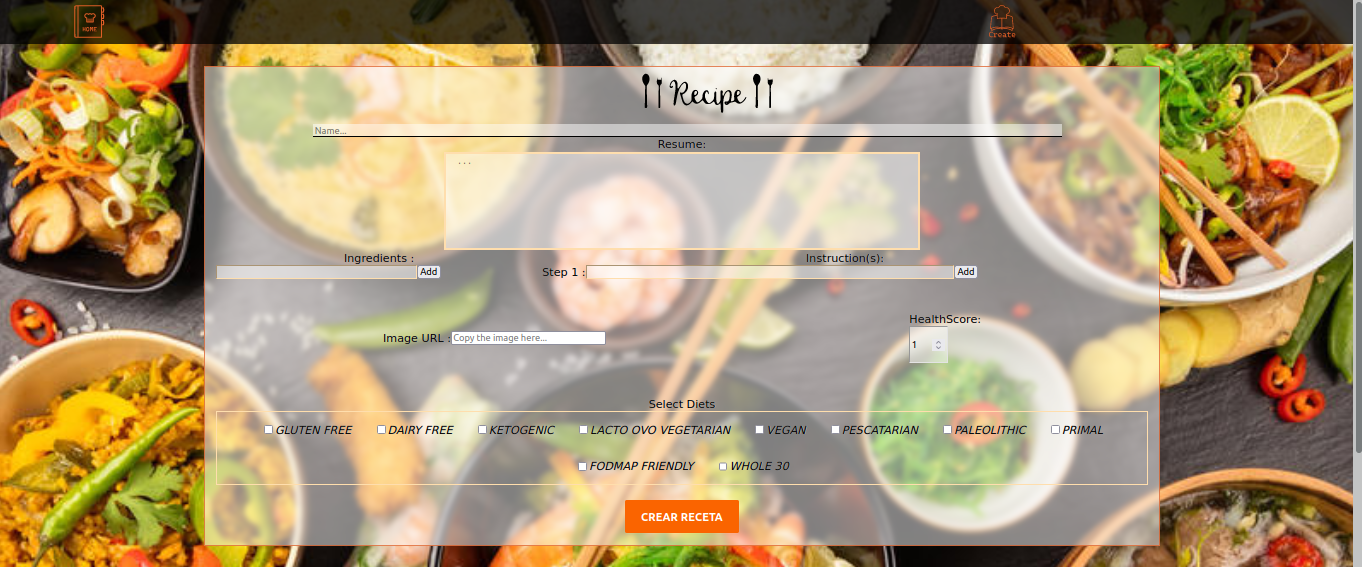 HOME
Create
Recipe
Name...
Resume:
...
Ingredients :
Instruction(s):
Add
Step 1 :
Add
HealthScore:
Image URL :
Copy the image here...
1
Select Diets
GLUTEN FREE DAIRY FREE KETOGENIC LACTO OVO VEGETARIAN VEGAN PESCATARIAN PALEOLITHIC PRIMAL
FODMAP FRIENDLY WHOLE 30
CREAR RECETA